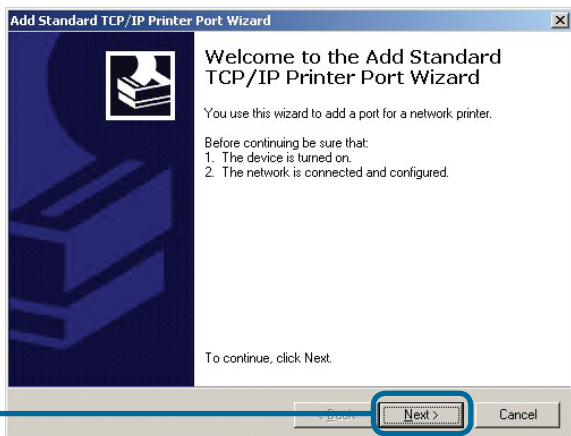 Add Standard TCP/IP Printer Port Wizard
Welcome to the Add Standard
TCP/IP Printer Port Wizard
You use this wizard to add a port for a network printer.
Before continuing be sure that:
1. The device is turned on.
2. The network is connected and configured.
To continue, click Next.
< Back Next > Cancel